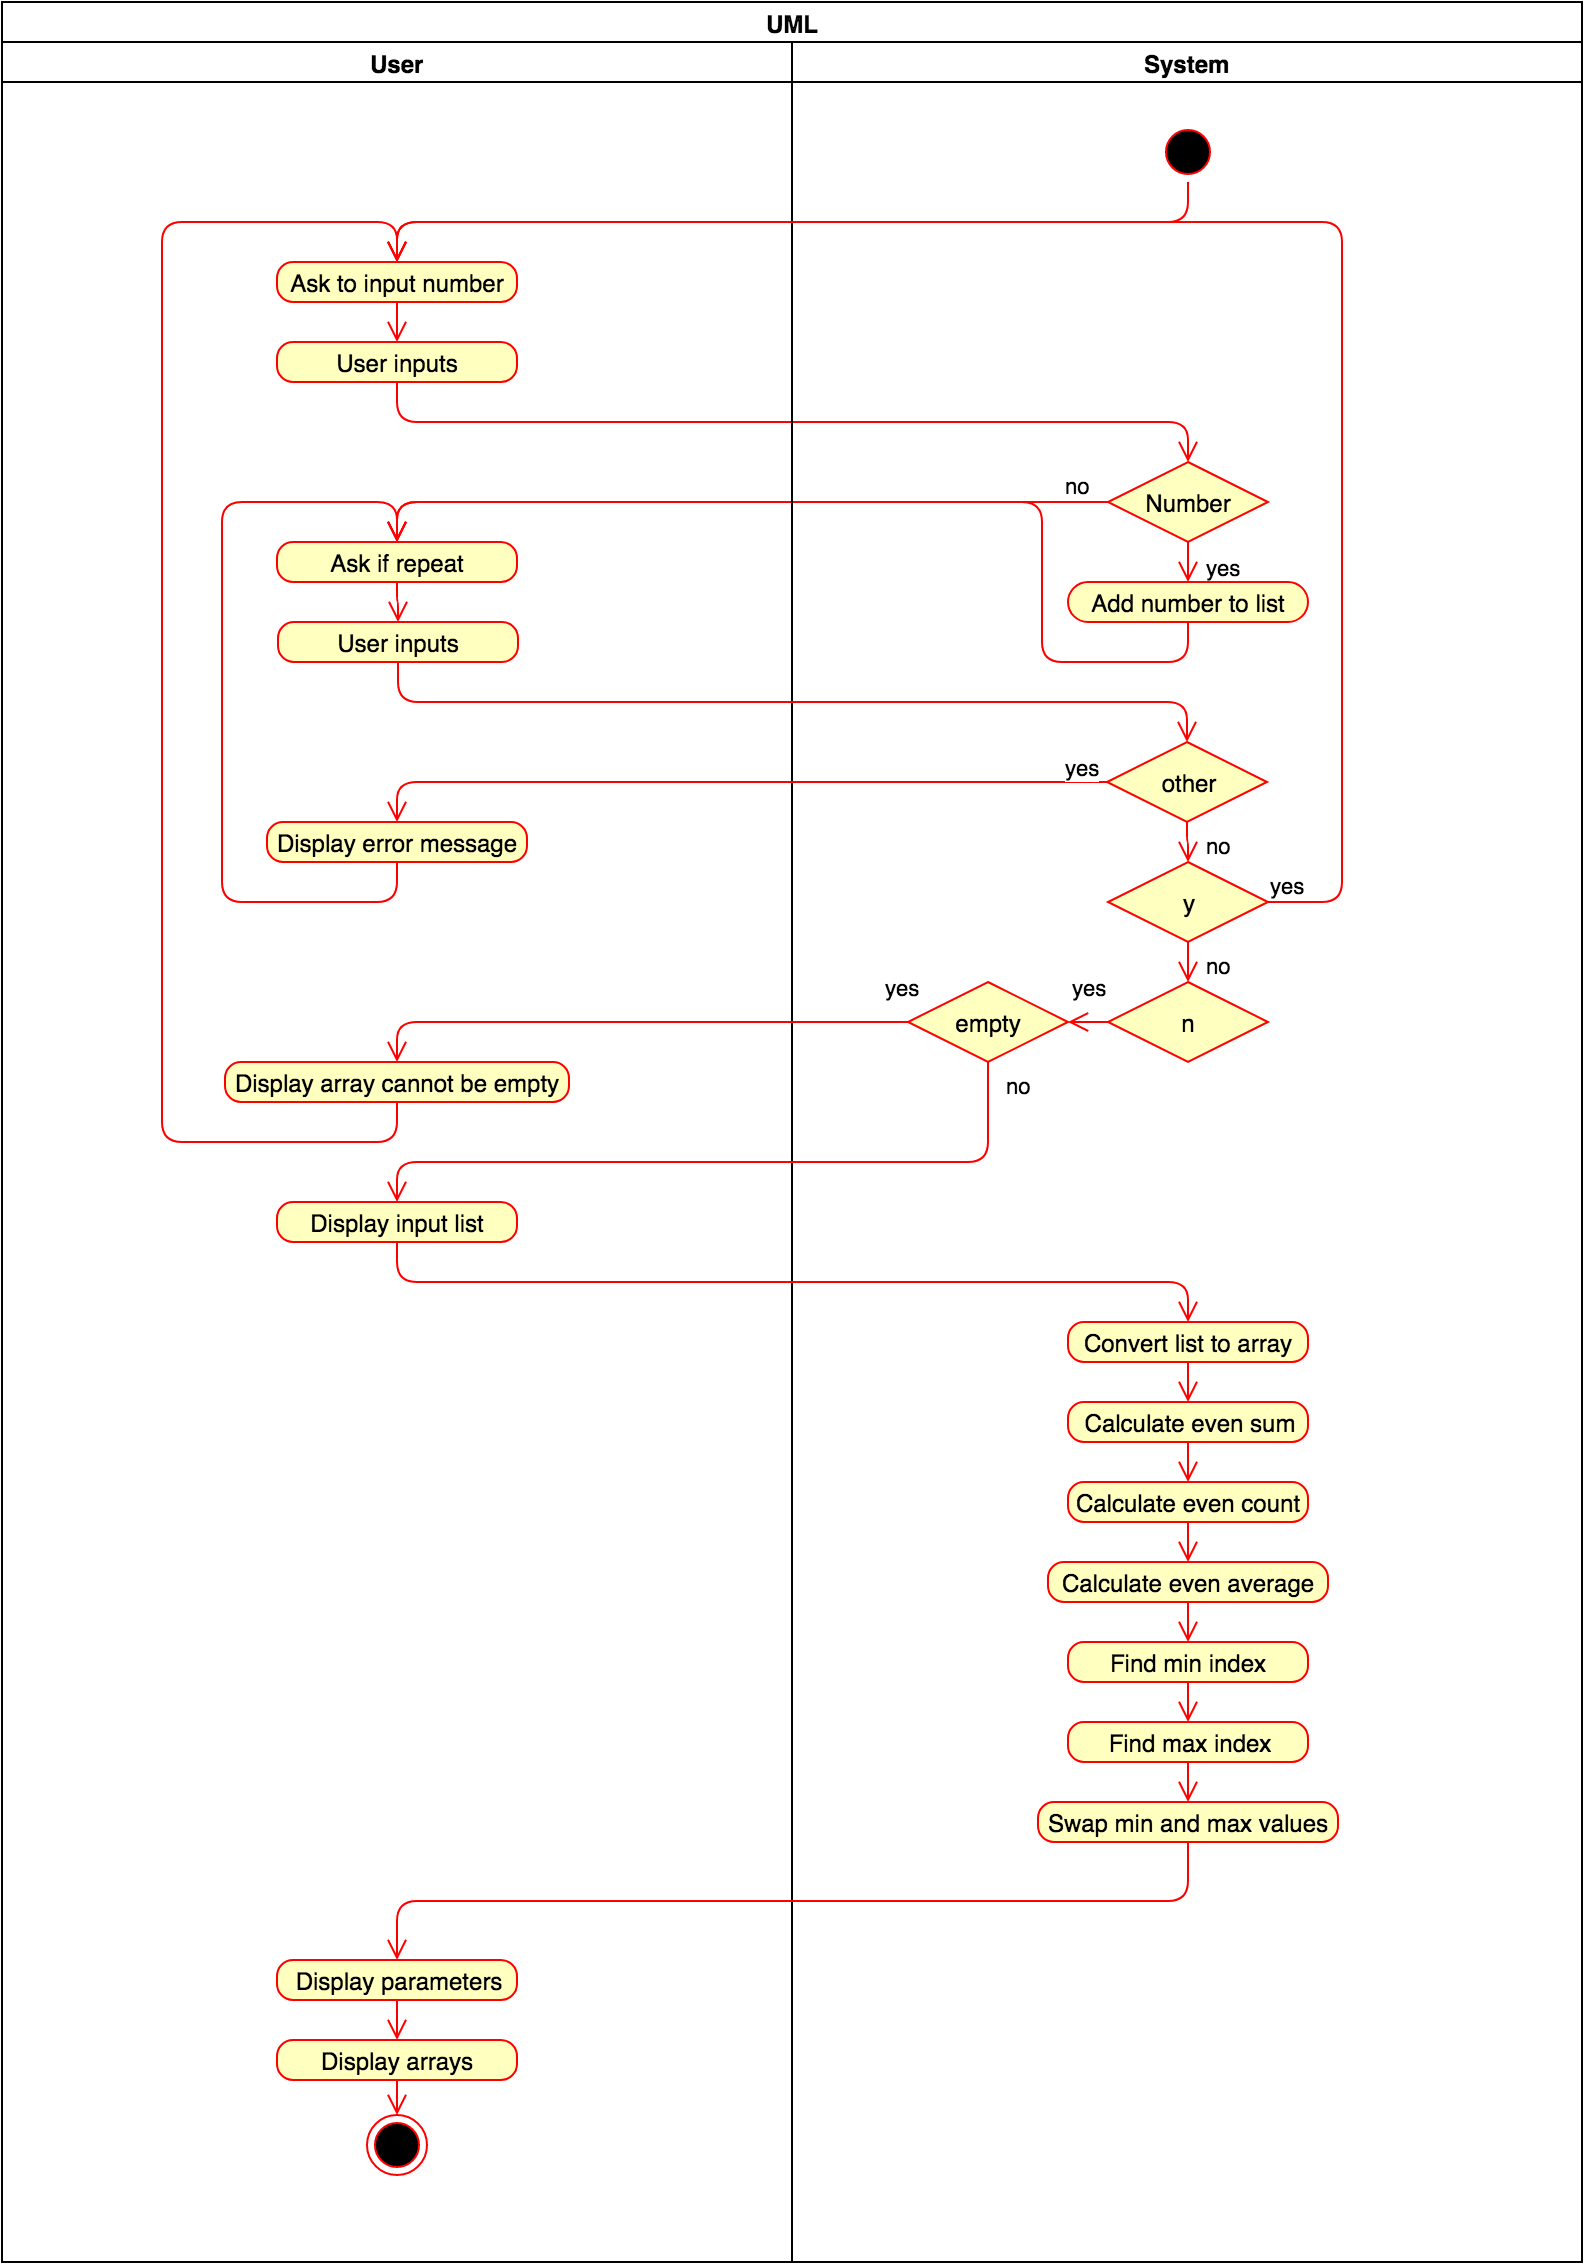 UML
User
System
Ask to input number
User inputs
no
Number
Ask if repeat
yes
Add number to list
User inputs
yes
other
Display error message
no
y
yes
no
yes
empty
yes
n
Display array cannot be empty
no
Display input list
Convert list to array
Calculate even sum
Calculate even count
Calculate even average
Find min index
Find max index
Swap min and max values
Display parameters
Display arrays